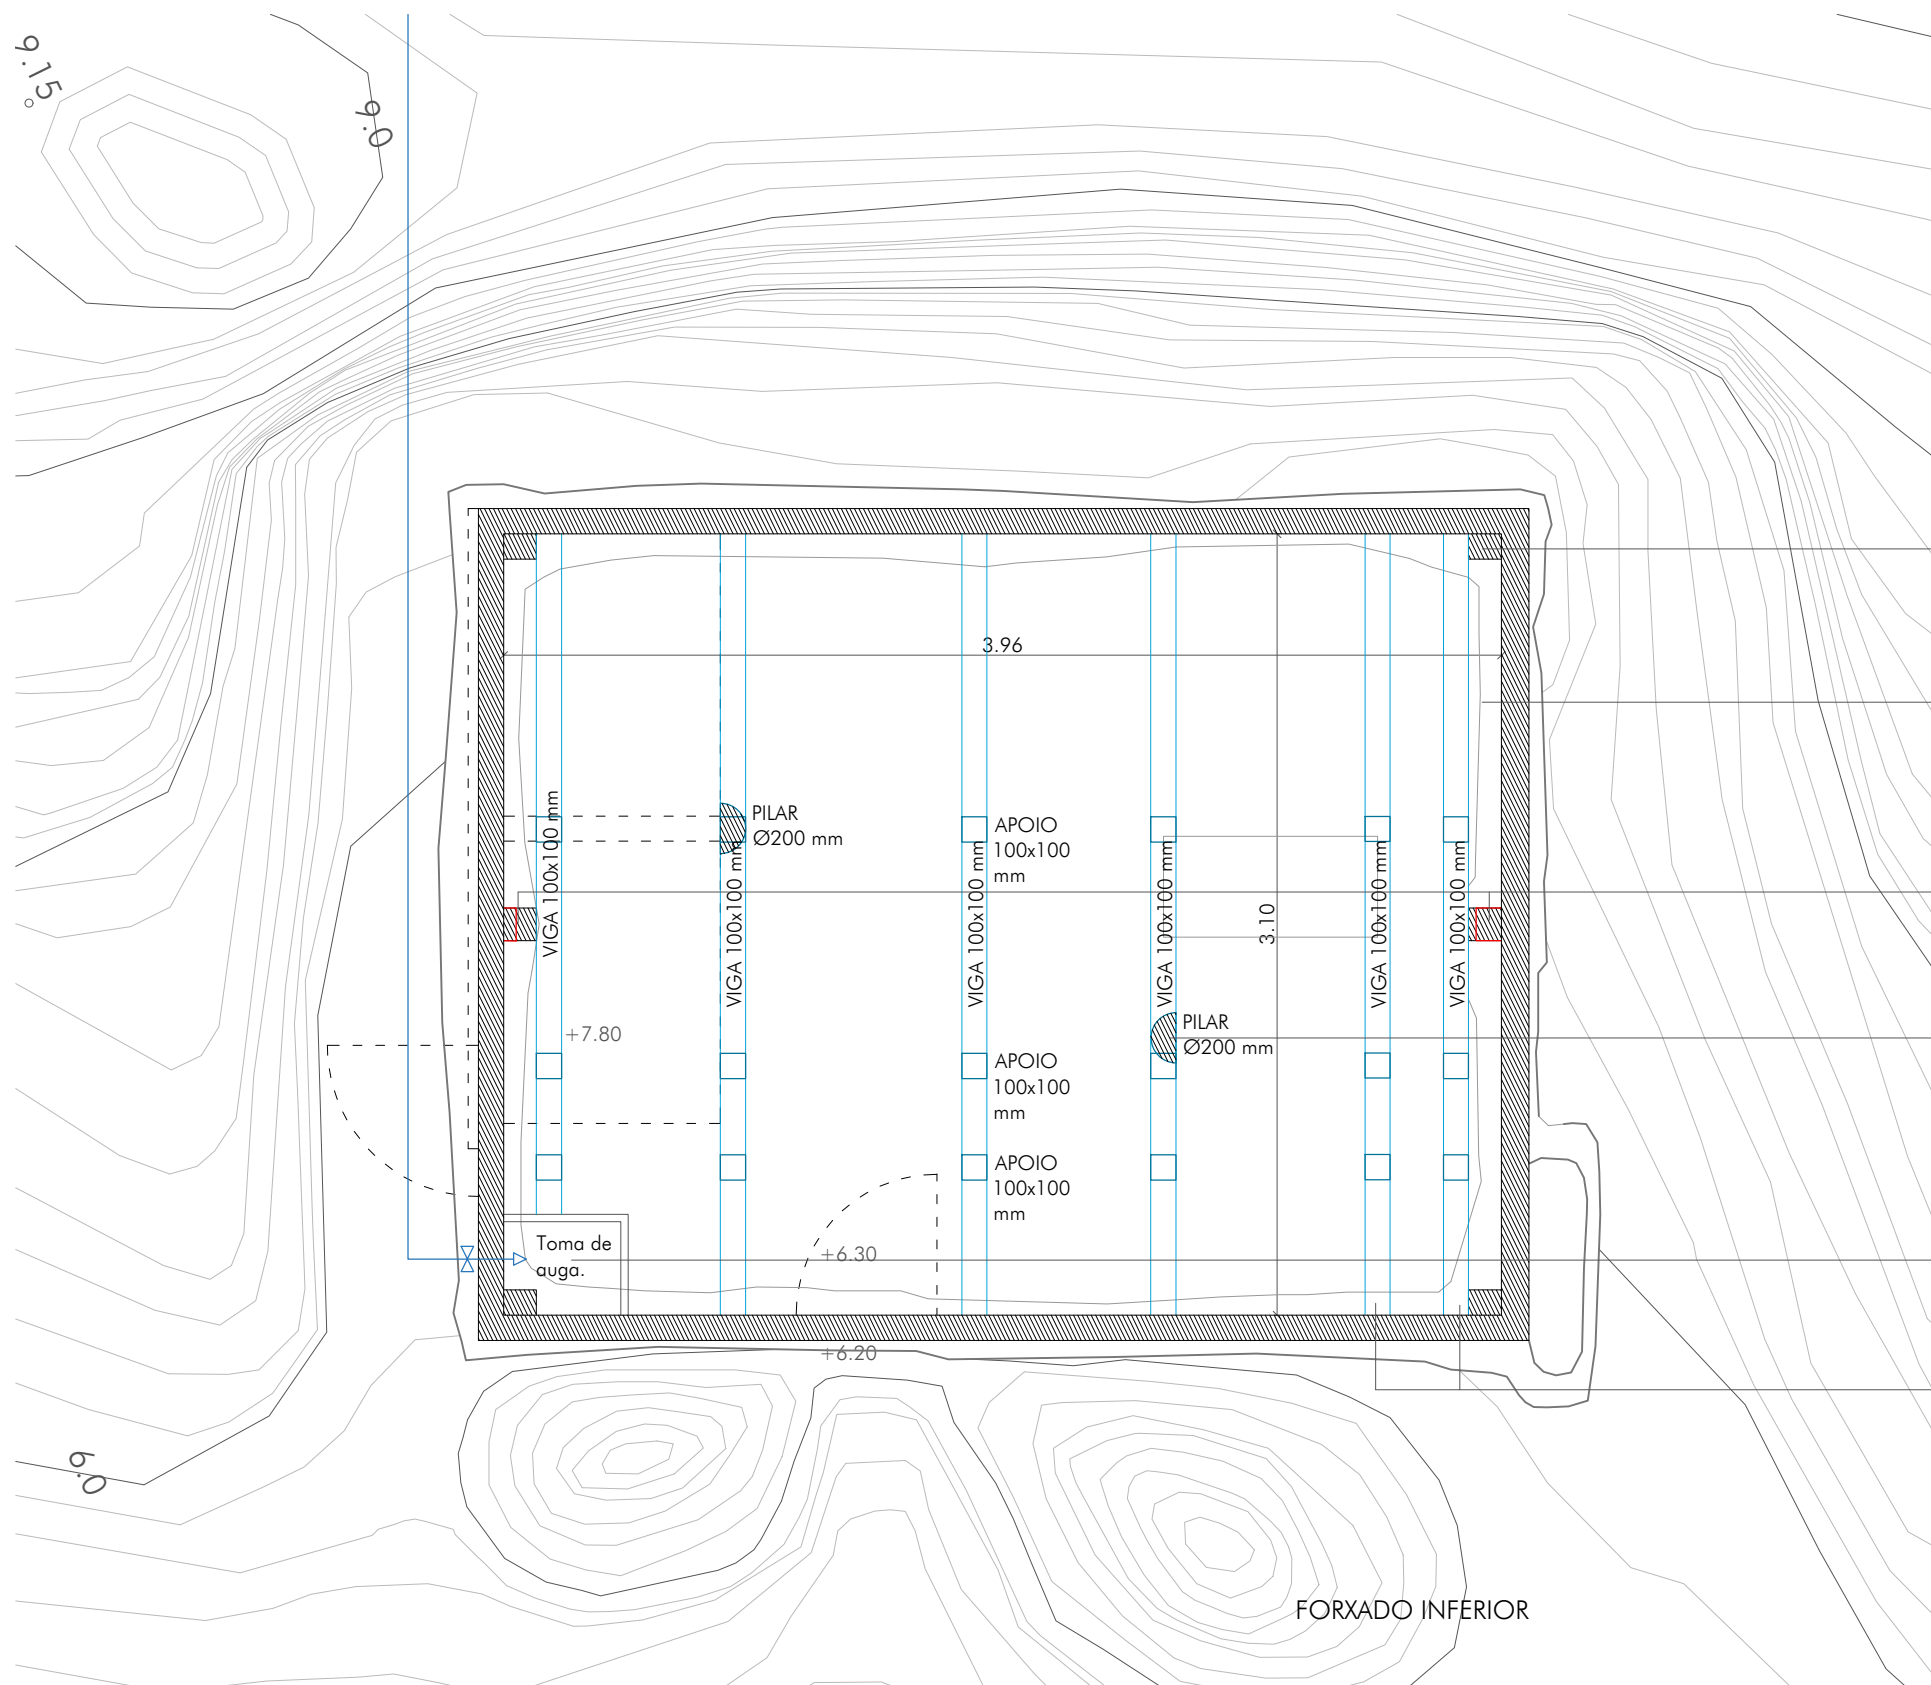 9.15
9.0
3.96
PILAR
Ø200 mm
APOIO
100x100
mm
VIGA 100x100 mm
VIGA 100x100 mm
VIGA 100x100 mm
VIGA 100x100 mm
VIGA 100x100 mm
VIGA 100x100 mm
3.10
PILAR
Ø200 mm
+7.80
APOIO
100x100
mm
APOIO
100x100
mm
Toma de
auga.
+6.30
+6.20
6.0
FORXADO INFERIOR